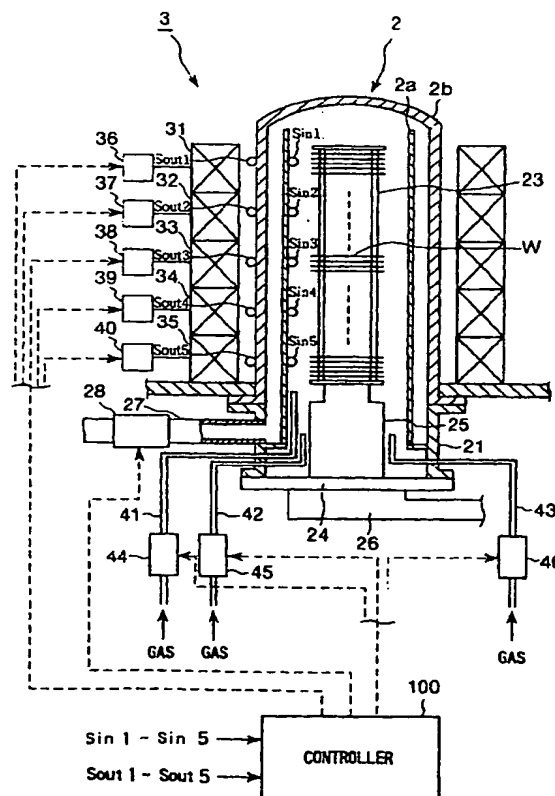 3
2
2a
2b
31
Sin1
36
Sout1
23
32
37
Sout2
Sin2
33
W
38
Sout3
Sin3
34
39
Sout4
Sin4
35
40
Sout5
Sin5
28
27
25
21
41
42
24
26
43
44
45
46
GAS
GAS
GAS
100
Sin 1 - Sin 5
CONTROLLER
Sout 1 - Sout 5